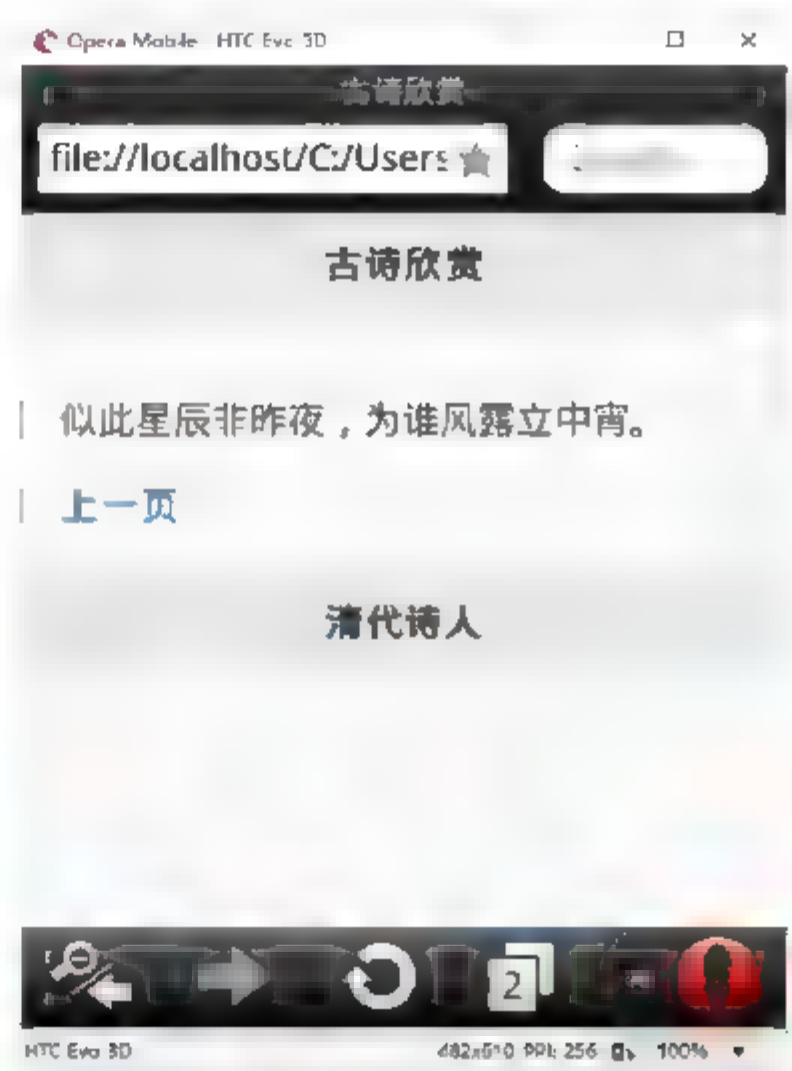 Opera Mobile HTC Evo 3D
古诗欣赏
file://localhost/C:/Users
古诗欣赏
似此星辰非昨夜，为谁风露立中宵。
上一页
清代诗人
2
HTC Evo 3D
PPI: 256 100%